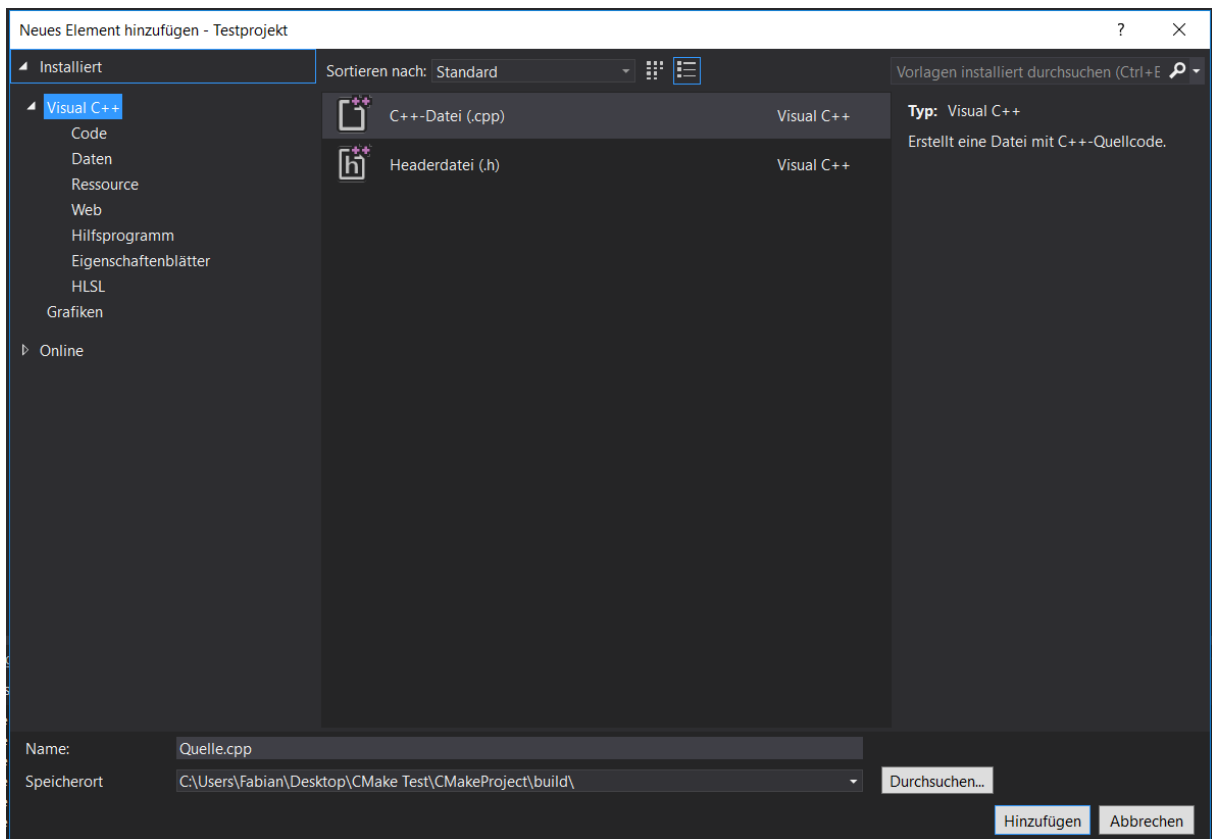 Neues Element hinzufügen - Testprojekt
?
Installiert
Sortieren nach: Standard
Vorlagen installiert durchsuchen (Ctrl+E
Visual C++
Code
Daten
Ressource
Web
Hilfsprogramm
Eigenschaftenblätter
HLSL
Grafiken
Online
C++-Datei (.cpp) Visual C++
Headerdatei (.h) Visual C++
Typ: Visual C++
Erstellt eine Datei mit C++-Quellcode.
Name: Quelle.cpp
Speicherort C:\Users\Fabian\Desktop\CMake Test\CMakeProject\build\
Durchsuchen...
Hinzufügen Abbrechen